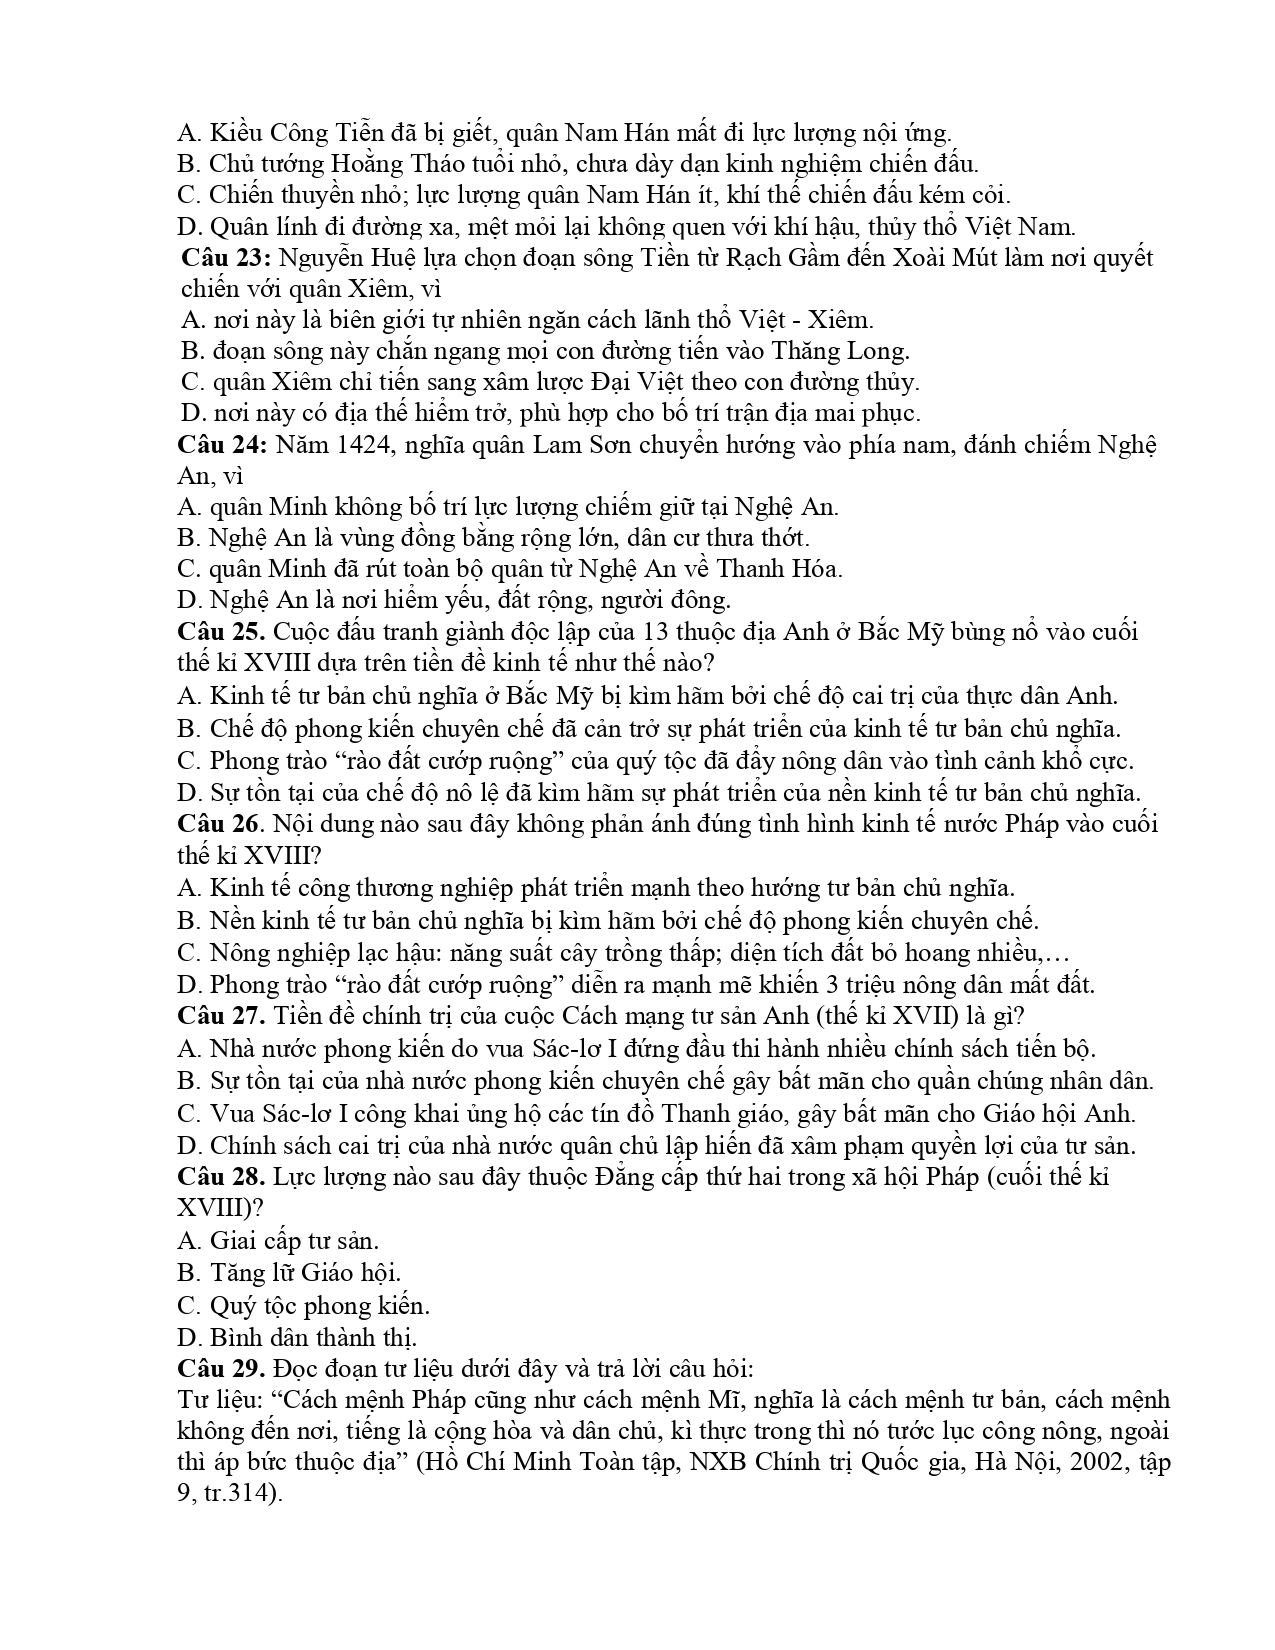 A. Kiều Công Tiễn đã bị giết, quân Nam Hán mất đi lực lượng nội ứng.
B. Chủ tướng Hoằng Tháo tuổi nhỏ, chưa dày dạn kinh nghiệm chiến đấu.
C. Chiến thuyền nhỏ; lực lượng quân Nam Hán ít, khí thế chiến đấu kém cỏi.
D. Quân lính đi đường xa, mệt mỏi lại không quen với khí hậu, thủy thổ Việt Nam.
Câu 23: Nguyễn Huệ lựa chọn đoạn sông Tiền từ Rạch Gầm đến Xoài Mút làm nơi quyết
chiến với quân Xiêm, vì
A. nơi này là biên giới tự nhiên ngăn cách lãnh thổ Việt - Xiêm.
B. đoạn sông này chắn ngang mọi con đường tiến vào Thăng Long.
C. quân Xiêm chỉ tiến sang xâm lược Đại Việt theo con đường thủy.
D. nơi này có địa thế hiểm trở, phù hợp cho bố trí trận địa mai phục.
Câu 24: Năm 1424, nghĩa quân Lam Sơn chuyển hướng vào phía nam, đánh chiếm Nghệ
An, vì
A. quân Minh không bố trí lực lượng chiếm giữ tại Nghệ An.
B. Nghệ An là vùng đồng bằng rộng lớn, dân cư thưa thớt.
C. quân Minh đã rút toàn bộ quân từ Nghệ An về Thanh Hóa.
D. Nghệ An là nơi hiểm yếu, đất rộng, người đông.
Câu 25. Cuộc đấu tranh giành độc lập của 13 thuộc địa Anh ở Bắc Mỹ bùng nổ vào cuối
thế kỉ XVIII dựa trên tiền đề kinh tế như thế nào?
A. Kinh tế tư bản chủ nghĩa ở Bắc Mỹ bị kìm hãm bởi chế độ cai trị của thực dân Anh.
B. Chế độ phong kiến chuyên chế đã cản trở sự phát triển của kinh tế tư bản chủ nghĩa.
C. Phong trào “rào đất cướp ruộng” của quý tộc đã đẩy nông dân vào tình cảnh khổ cực.
D. Sự tồn tại của chế độ nô lệ đã kìm hãm sự phát triển của nền kinh tế tư bản chủ nghĩa.
Câu 26. Nội dung nào sau đây không phản ánh đúng tình hình kinh tế nước Pháp vào cuối
thế kỉ XVIII?
A. Kinh tế công thương nghiệp phát triển mạnh theo hướng tư bản chủ nghĩa.
B. Nền kinh tế tư bản chủ nghĩa bị kìm hãm bởi chế độ phong kiến chuyên chế.
C. Nông nghiệp lạc hậu: năng suất cây trồng thấp; diện tích đất bỏ hoang nhiều,…
D. Phong trào “rào đất cướp ruộng” diễn ra mạnh mẽ khiến 3 triệu nông dân mất đất.
Câu 27. Tiền đề chính trị của cuộc Cách mạng tư sản Anh (thế kỉ XVII) là gì?
A. Nhà nước phong kiến do vua Sác-lơ I đứng đầu thi hành nhiều chính sách tiến bộ.
B. Sự tồn tại của nhà nước phong kiến chuyên chế gây bất mãn cho quần chúng nhân dân.
C. Vua Sác-lơ I công khai ủng hộ các tín đồ Thanh giáo, gây bất mãn cho Giáo hội Anh.
D. Chính sách cai trị của nhà nước quân chủ lập hiến đã xâm phạm quyền lợi của tư sản.
Câu 28. Lực lượng nào sau đây thuộc Đẳng cấp thứ hai trong xã hội Pháp (cuối thế kỉ
XVIII)?
A. Giai cấp tư sản.
B. Tăng lữ Giáo hội.
C. Quý tộc phong kiến.
D. Bình dân thành thị.
Câu 29. Đọc đoạn tư liệu dưới đây và trả lời câu hỏi:
Tư liệu: “Cách mệnh Pháp cũng như cách mệnh Mĩ, nghĩa là cách mệnh tư bản, cách mệnh
không đến nơi, tiếng là cộng hòa và dân chủ, kì thực trong thì nó tước lục công nông, ngoài
thì áp bức thuộc địa” (Hồ Chí Minh Toàn tập, NXB Chính trị Quốc gia, Hà Nội, 2002, tập
9, tr.314).